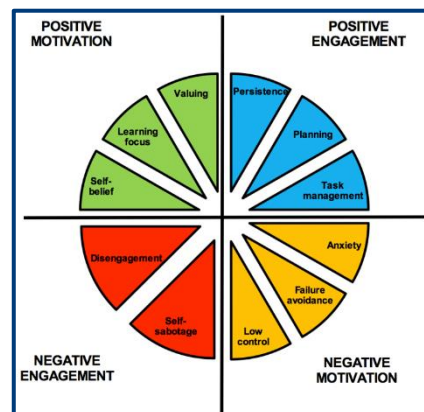 POSITIVE
MOTIVATION
POSITIVE
ENGAGEMENT
Valuing
Persistence
Learning
focus
Planning
Self-
belief
Task
management
Disengagement
Anxiety
Self-
sabotage
Failure
avoidance
Low
control
NEGATIVE
ENGAGEMENT
NEGATIVE
MOTIVATION